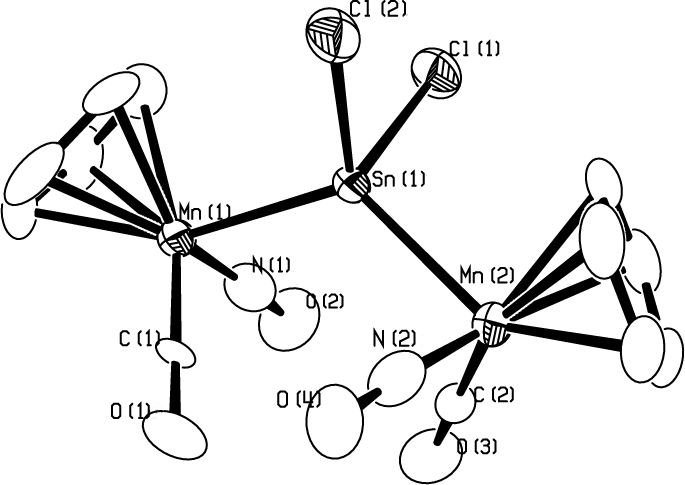 Cl(2)
Cl(1)
Sn(1)
Mn(1)
N(1)
Mn(2)
O(2)
C(1)
N(2)
O(4)
C(2)
O(1)
O(3)